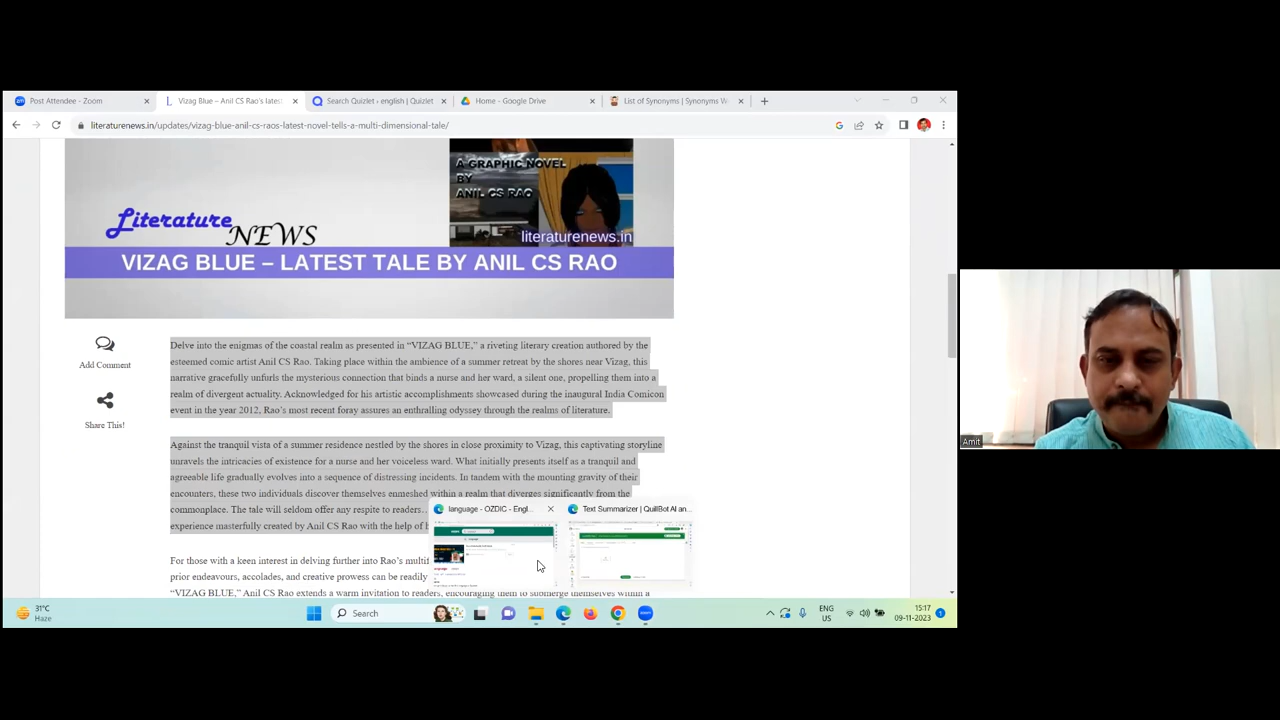 Post Attendee - Zoom
Vizag Blue – Anil CS Rao's latest
Search Quizlet › english | Quizlet
Home - Google Drive
List of Synonyms | Synonyms W
literaturenews.in/updates/vizag-blue-anil-cs-raos-latest-novel-tells-a-multi-dimensional-tale/
A GRAPHIC NOVEL
BY
ANIL CS RAO
Literature
NEWS
literaturenews.in
VIZAG BLUE – LATEST TALE BY ANIL CS RAO
Add Comment
Share This!
Delve into the enigmas of the coastal realm as presented in “VIZAG BLUE,” a riveting literary creation authored by the
esteemed comic artist Anil CS Rao. Taking place within the ambience of a summer retreat by the shores near Vizag, this
narrative gracefully unfurls the mysterious connection that binds a nurse and her ward, a silent one, propelling them into a
realm of divergent actuality. Acknowledged for his artistic accomplishments showcased during the inaugural India Comicon
event in the year 2012, Rao’s most recent foray assures an enthralling odyssey through the realms of literature.
Against the tranquil vista of a summer residence nestled by the shores in close proximity to Vizag, this captivating storyline
unravels the intricacies of existence for a nurse and her voiceless ward. What initially presents itself as a tranquil and
agreeable life gradually evolves into a sequence of distressing incidents. In tandem with the mounting gravity of their
encounters, these two individuals discover themselves enmeshed within a realm that diverges significantly from the
commonplace. The tale will seldom offer any respite to readers..
experience masterfully created by Anil CS Rao with the help of
For those with a keen interest in delving further into Rao’s multif
prior endeavours, accolades, and creative prowess can be readily
“VIZAG BLUE,” Anil CS Rao extends a warm invitation to readers, encouraging them to submerge themselves within a
language - OZDIC - Engl...
Text Summarizer | QuillBot AI an...
Amit
31°C
Haze
Search
ENG
US
15:17
09-11-2023